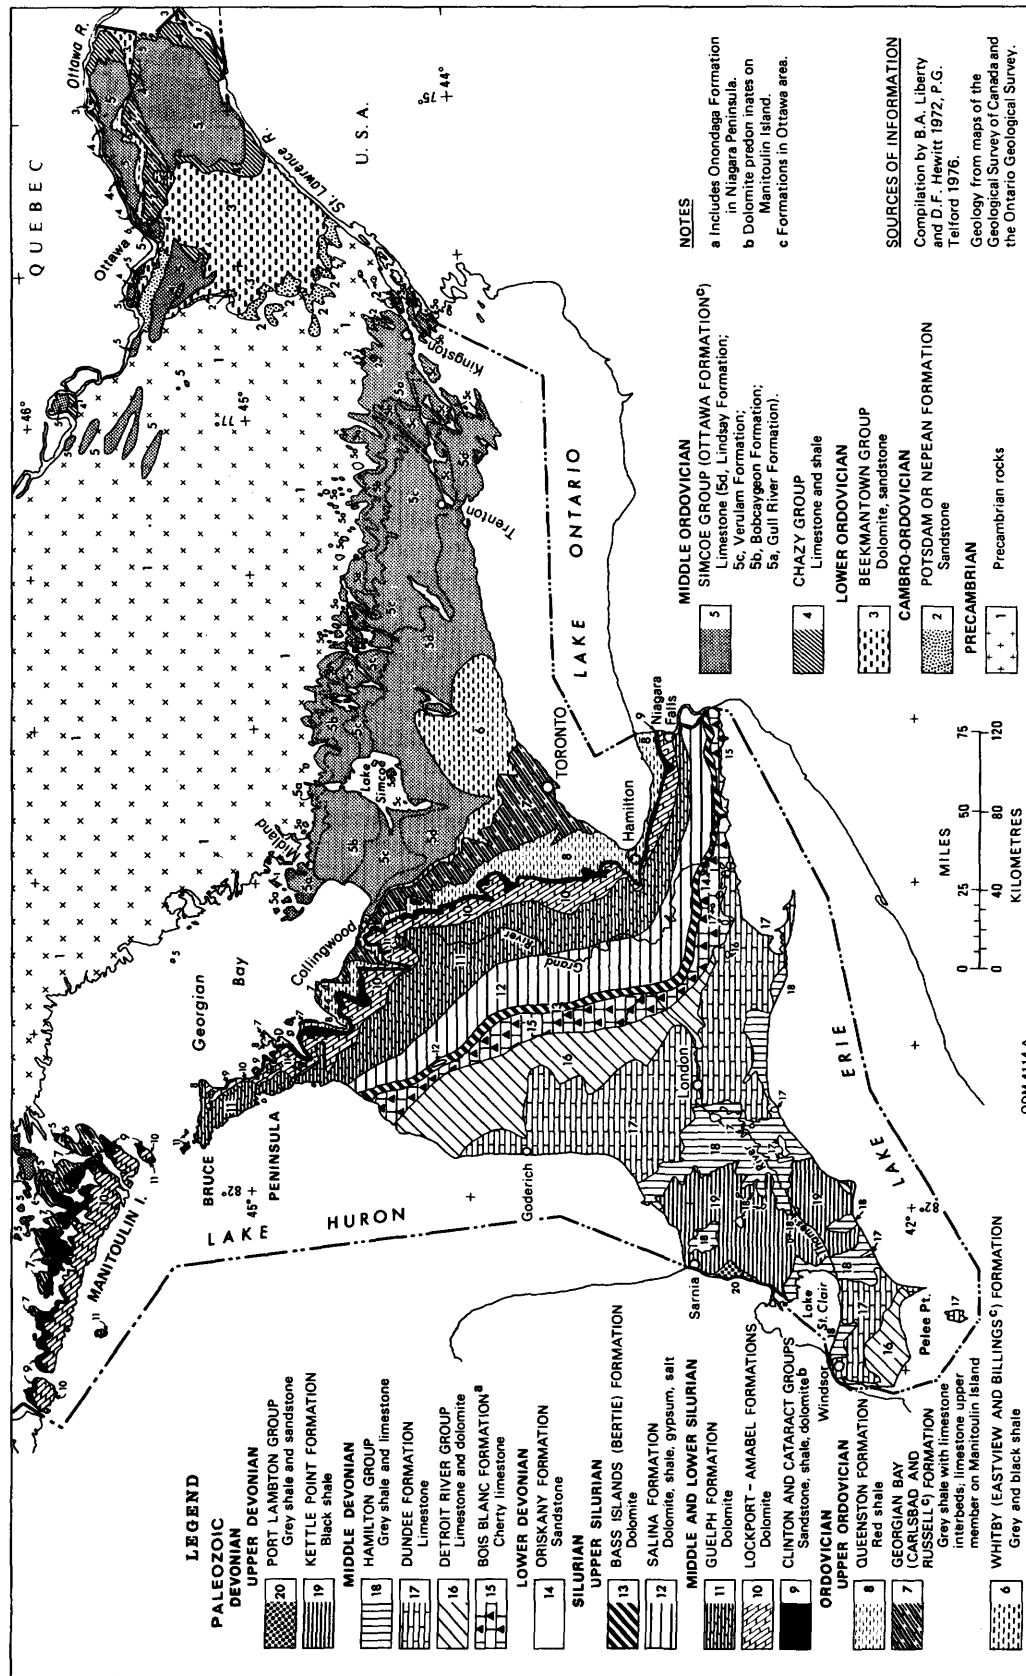 LEGEND
PALEOZOIC
DEVONIAN
UPPER DEVONIAN
20 PORT LAMBTON GROUP
Grey shale and sandstone
19 KETTLE POINT FORMATION
Black shale
MIDDLE DEVONIAN
18 HAMILTON GROUP
Grey shale and limestone
17 DUNDEE FORMATION
Limestone
16 DETROIT RIVER GROUP
Limestone and dolomite
15 BOIS BLANC FORMATION a
Cherty limestone
LOWER DEVONIAN
14 ORISKANY FORMATION
Sandstone
SILURIAN
UPPER SILURIAN
13 BASS ISLANDS (BERTIE) FORMATION
Dolomite
12 SALINA FORMATION
Dolomite, shale, gypsum, salt
MIDDLE AND LOWER SILURIAN
11 GUELPH FORMATION
Dolomite
10 LOCKPORT – AMABEL FORMATIONS
Dolomite
9 CLINTON AND CATARACT GROUPS
Sandstone, shale, dolomite b
ORDOVICIAN
UPPER ORDOVICIAN
8 QUEENSTON FORMATION
Red shale
7 GEORGIAN BAY
(CARLSBAD AND
RUSSELL c) FORMATION
Grey shale with limestone
interbeds; limestone upper
member on Manitoulin Island
6 WHITBY (EASTVIEW AND BILLINGS c) FORMATION
Grey and black shale
MIDDLE ORDOVICIAN
5 SIMCOE GROUP (OTTAWA FORMATION c)
Limestone (5d, Lindsay Formation;
5c, Verulam Formation;
5b, Bobcaygeon Formation;
5a, Gull River Formation).
4 CHAZY GROUP
Limestone and shale
LOWER ORDOVICIAN
3 BEEKMANTOWN GROUP
Dolomite, sandstone
CAMBRO-ORDOVICIAN
2 POTSDAM OR NEPEAN FORMATION
Sandstone
PRECAMBRIAN
1 Precambrian rocks
NOTES
a Includes Onondaga Formation
in Niagara Peninsula.
b Dolomite predon inates on
Manitoulin Island.
c Formations in Ottawa area.
SOURCES OF INFORMATION
Compilation by B.A. Liberty
and D.F. Hewitt 1972, P.G.
Telford 1976.
Geology from maps of the
Geological Survey of Canada and
the Ontario Geological Survey.
MANITOULIN I.
BRUCE
PENINSULA
82°
45°
LAKE HURON
Georgian
Bay
Collingwood
Midland
Lake
Simcoe
Goderich
Grand
River
Sarnia
London
Thames
River
Lake
St. Clair
Windsor
Pelee Pt.
42°
82°
LAKE ERIE
Hamilton
Niagara
Falls
TORONTO
LAKE ONTARIO
Trenton
Kingston
St. Lawrence R.
U. S. A.
75°
44°
QUEBEC
Ottawa
Ottawa R.
46°
77°
45°
MILES
0 25 50 75
0 40 80 120
KILOMETRES